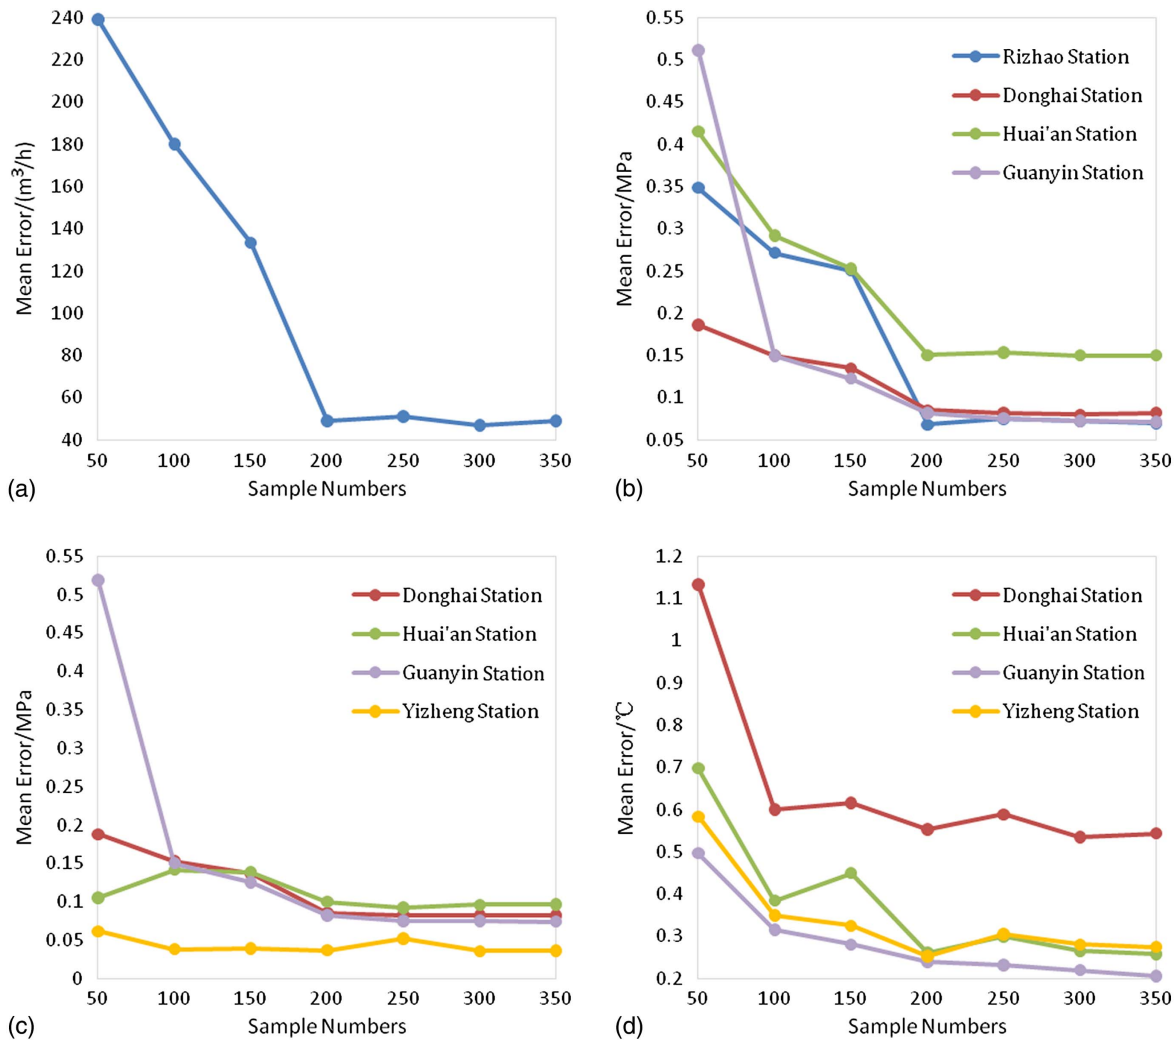 240
220
200
180
160
140
120
100
80
60
40
Mean Error/(m³/h)
50 100 150 200 250 300 350
Sample Numbers
(a)
0.55
0.5
0.45
0.4
0.35
0.3
0.25
0.2
0.15
0.1
0.05
Mean Error/MPa
Rizhao Station
Donghai Station
Huai'an Station
Guanyin Station
50 100 150 200 250 300 350
Sample Numbers
(b)
0.55
0.5
0.45
0.4
0.35
0.3
0.25
0.2
0.15
0.1
0.05
0
Mean Error/MPa
Donghai Station
Huai'an Station
Guanyin Station
Yizheng Station
50 100 150 200 250 300 350
Sample Numbers
(c)
1.2
1.1
1
0.9
0.8
0.7
0.6
0.5
0.4
0.3
0.2
Mean Error/℃
Donghai Station
Huai'an Station
Guanyin Station
Yizheng Station
50 100 150 200 250 300 350
Sample Numbers
(d)